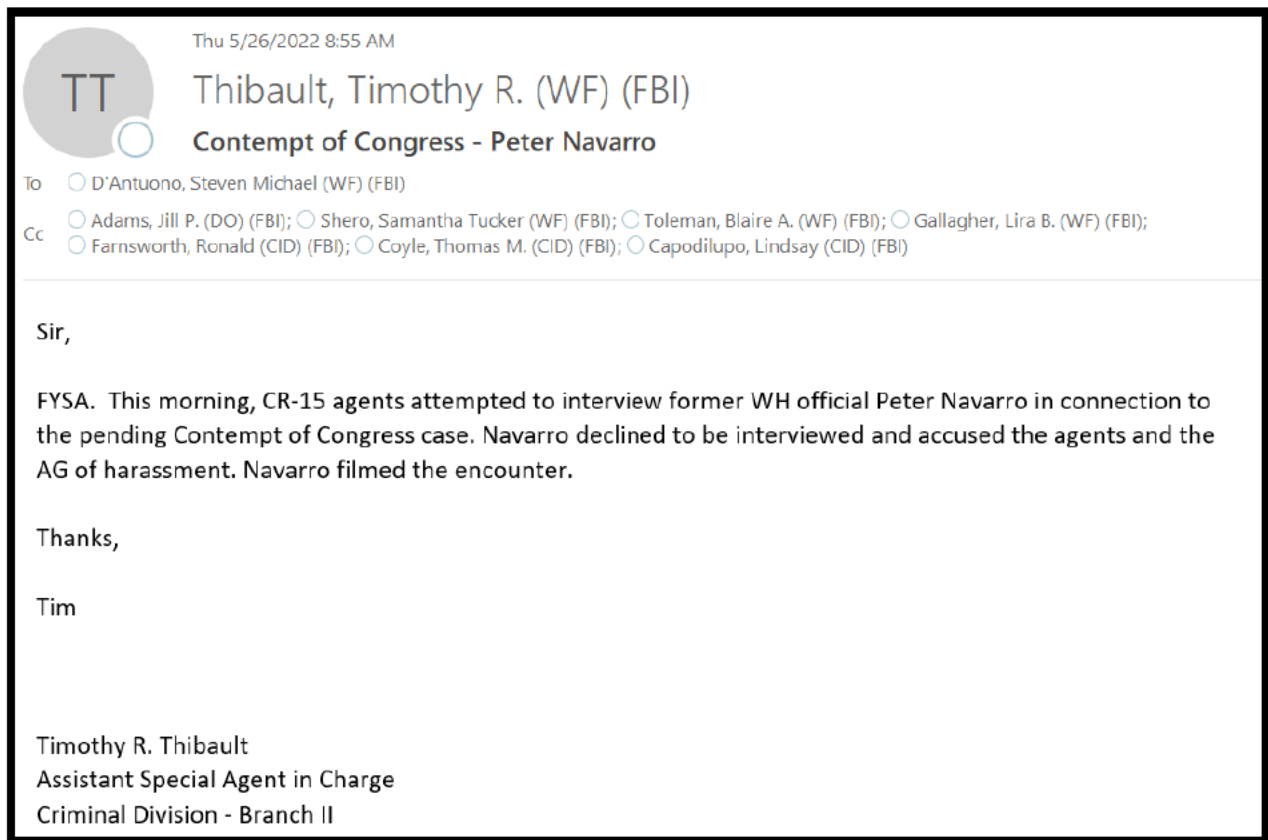 Thu 5/26/2022 8:55 AM
TT
Thibault, Timothy R. (WF) (FBI)
Contempt of Congress - Peter Navarro
To D'Antuono, Steven Michael (WF) (FBI)
Cc Adams, Jill P. (DO) (FBI); Shero, Samantha Tucker (WF) (FBI); Toleman, Blaire A. (WF) (FBI); Gallagher, Lira B. (WF) (FBI);
Farnsworth, Ronald (CID) (FBI); Coyle, Thomas M. (CID) (FBI); Capodilupo, Lindsay (CID) (FBI)
Sir,
FYSA. This morning, CR-15 agents attempted to interview former WH official Peter Navarro in connection to
the pending Contempt of Congress case. Navarro declined to be interviewed and accused the agents and the
AG of harassment. Navarro filmed the encounter.
Thanks,
Tim
Timothy R. Thibault
Assistant Special Agent in Charge
Criminal Division - Branch II